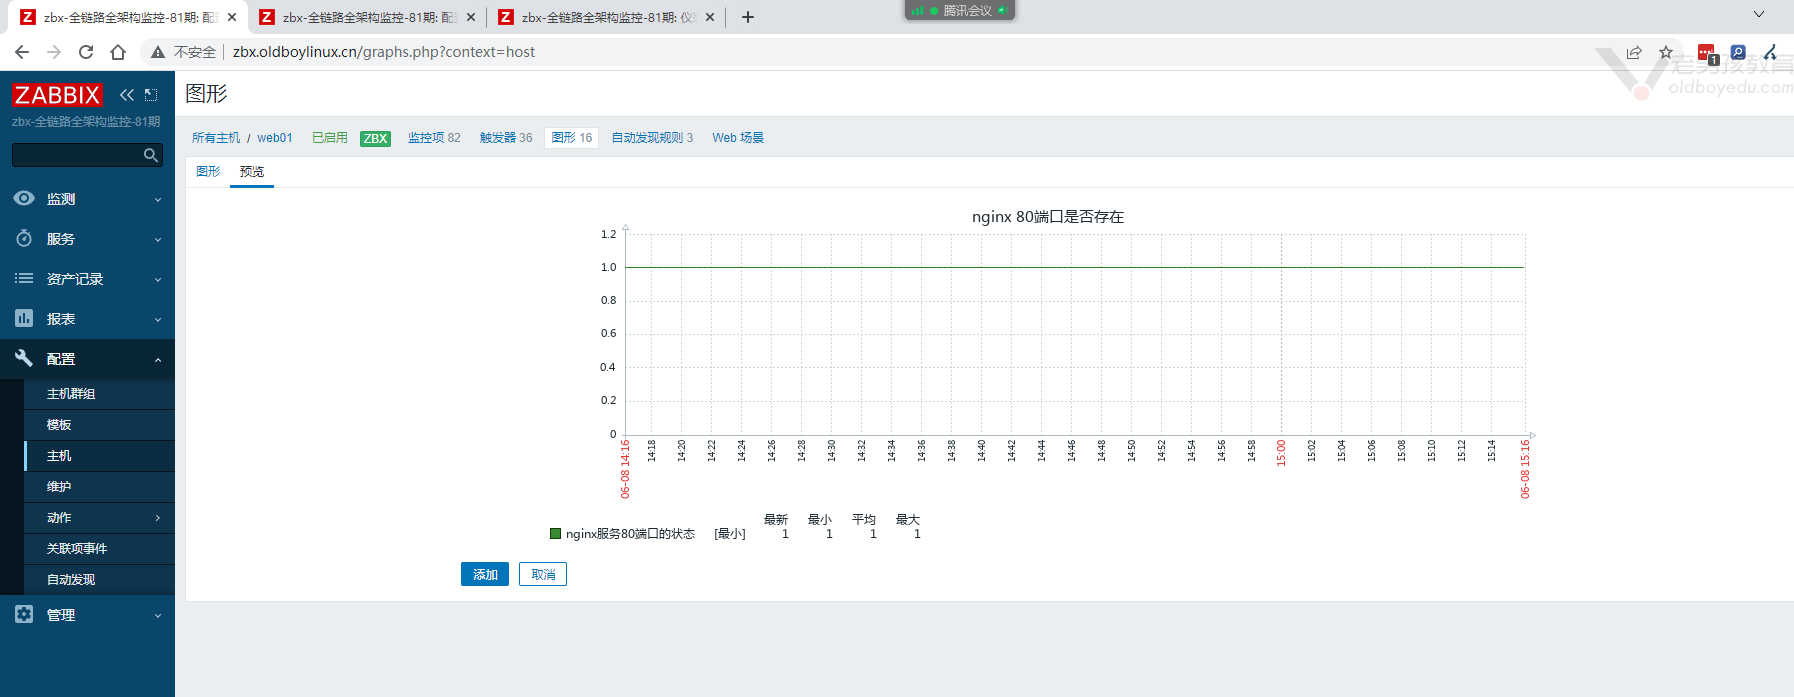 zbx-全链路全架构监控-81期: 配
zbx-全链路全架构监控-81期: 配
zbx-全链路全架构监控-81期: 仪
腾讯会议
不安全
zbx.oldboylinux.cn/graphs.php?context=host
1
老男孩教育
oldboyedu.com
ZABBIX
zbx-全链路全架构监控-81期
监测
服务
资产记录
报表
配置
主机群组
模板
主机
维护
动作
关联项事件
自动发现
管理
图形
所有主机 / web01 已启用 ZBX 监控项 82 触发器 36 图形 16 自动发现规则 3 Web 场景
图形 预览
nginx 80端口是否存在
1.2
1.0
0.8
0.6
0.4
0.2
0
06-08 14:16 14:18 14:20 14:22 14:24 14:26 14:28 14:30 14:32 14:34 14:36 14:38 14:40 14:42 14:44 14:46 14:48 14:50 14:52 14:54 14:56 14:58 15:00 15:02 15:04 15:06 15:08 15:10 15:12 15:14 06-08 15:16
最新 最小 平均 最大
nginx服务80端口的状态 [最小] 1 1 1 1
添加 取消